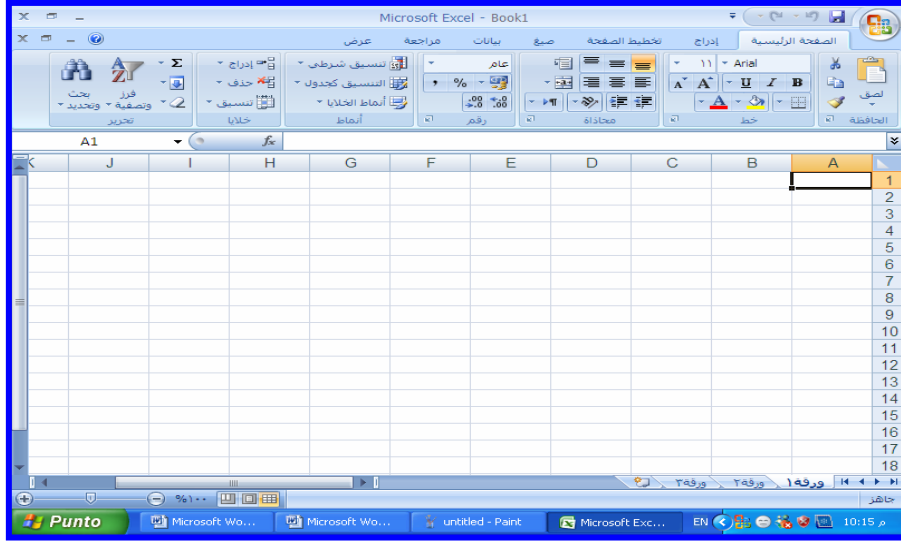 Microsoft Excel - Book1
الصفحة الرئيسية إدراج تخطيط الصفحة صيغ بيانات مراجعة عرض
Arial ١١ عام تنسيق شرطي إدراج Σ
لصق B I U % , التنسيق كجدول حذف فرز وتصفية بحث وتحديد
A A أنماط الخلايا تنسيق
الحافظة خط محاذاة رقم أنماط خلايا تحرير
A1 fx
A B C D E F G H I J K
1
2
3
4
5
6
7
8
9
10
11
12
13
14
15
16
17
18
ورقة١ ورقة٢ ورقة٣
جاهز %١٠٠
Punto Microsoft Wo... Microsoft Wo... untitled - Paint Microsoft Exc... EN 10:15 م